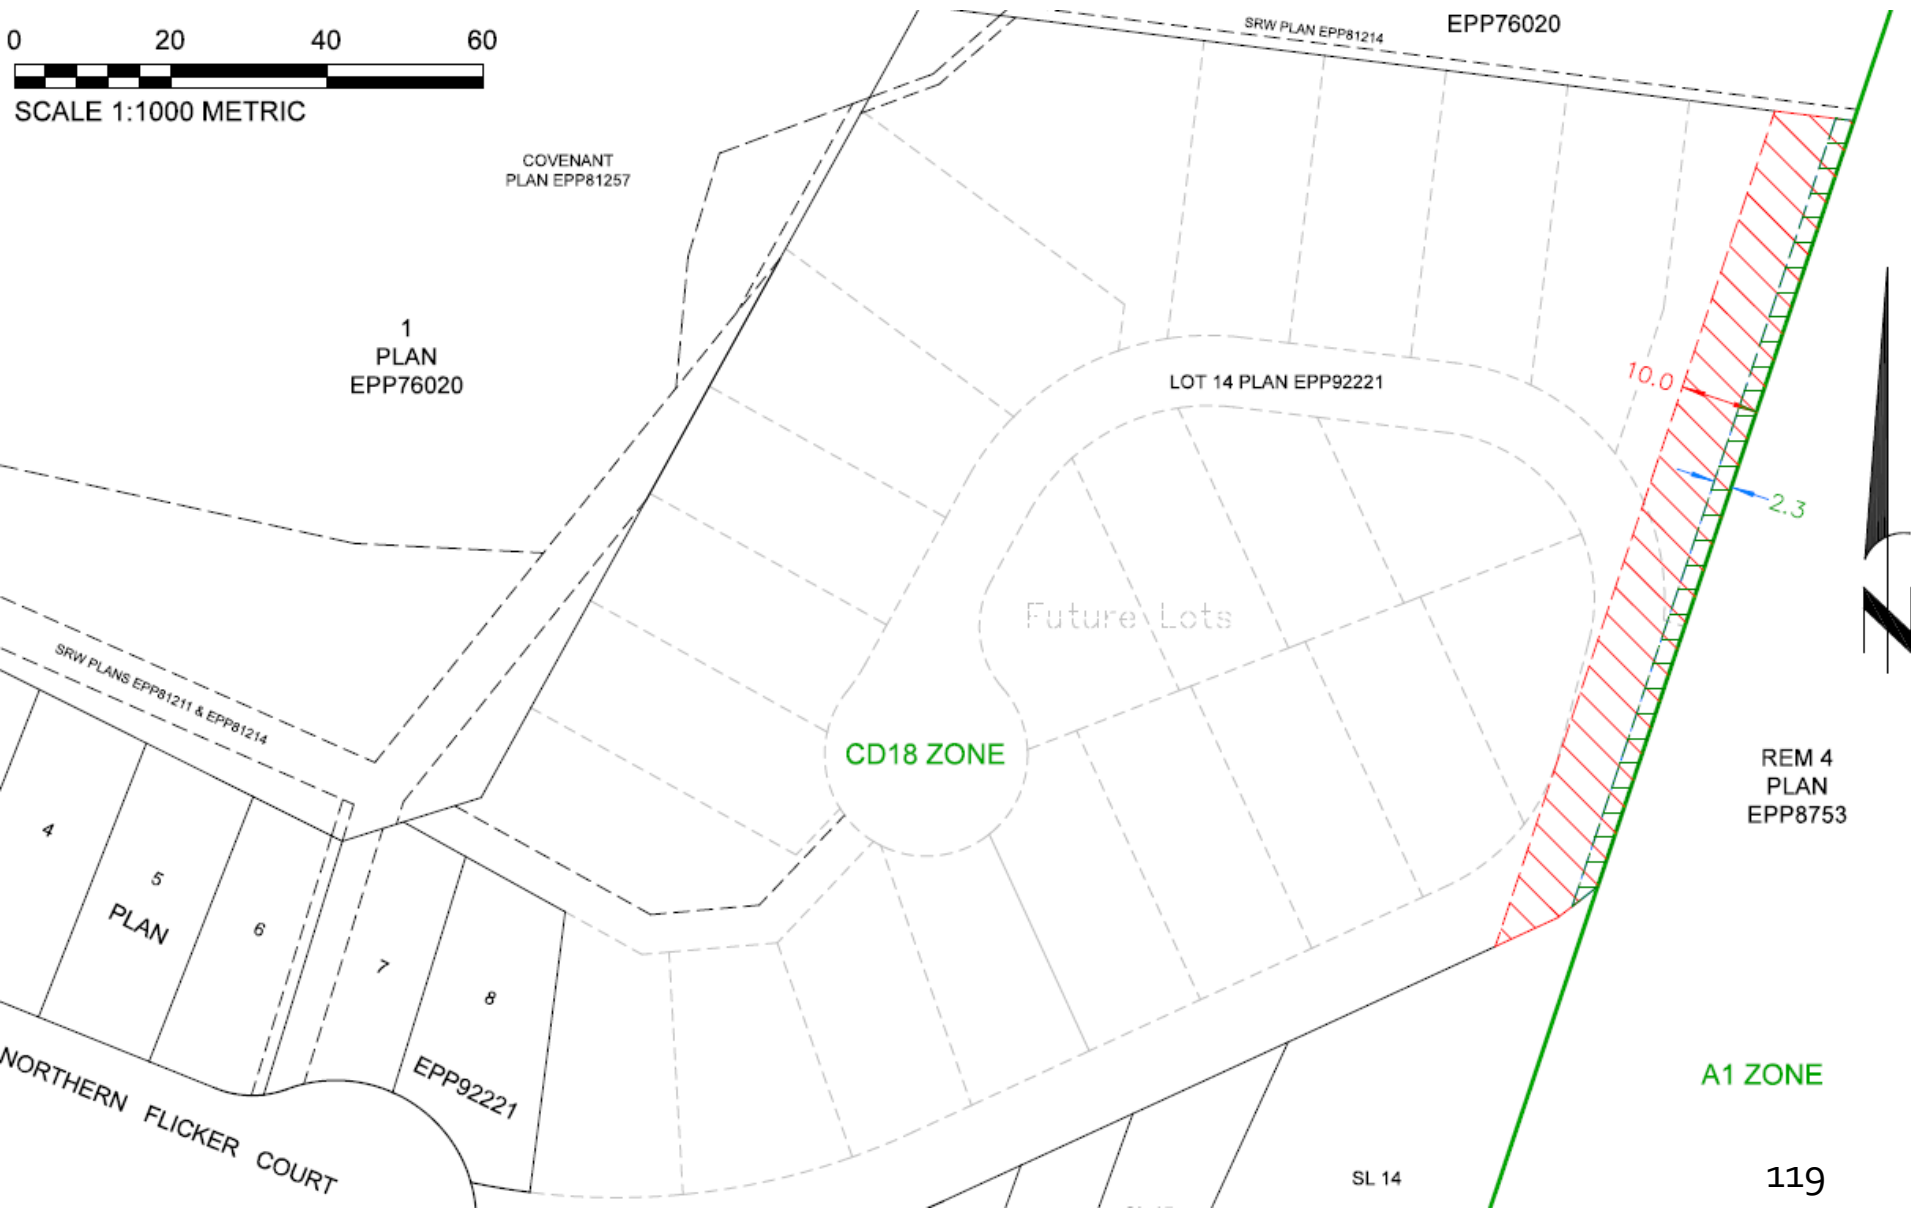 0 20 40 60
SCALE 1:1000 METRIC
SRW PLAN EPP81214
EPP76020
COVENANT
PLAN EPP81257
1
PLAN
EPP76020
LOT 14 PLAN EPP92221
10.0
2.3
Future Lots
SRW PLANS EPP81211 & EPP81214
CD18 ZONE
REM 4
PLAN
EPP8753
4
5
PLAN
6
7
8
EPP92221
NORTHERN FLICKER COURT
A1 ZONE
SL 14
119